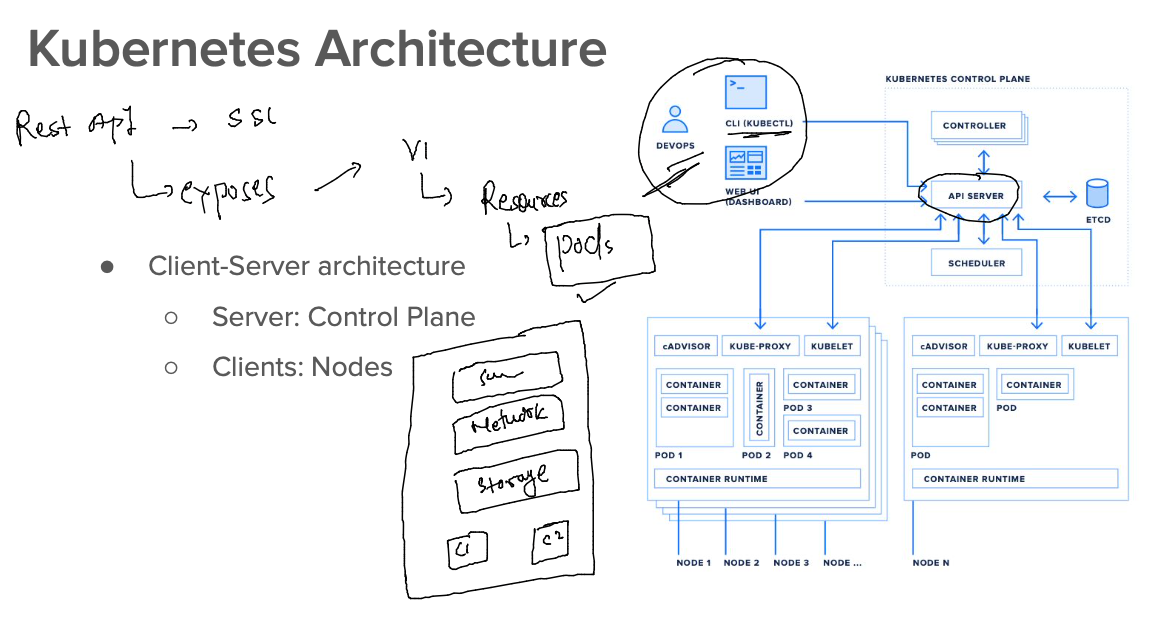 Kubernetes Architecture
Rest API → SSL
exposes
V1
Resources
pods
● Client-Server architecture
○ Server: Control Plane
○ Clients: Nodes
Network
Storage
C1 C2
DEVOPS
CLI (KUBECTL)
WEB UI
(DASHBOARD)
KUBERNETES CONTROL PLANE
CONTROLLER
API SERVER
ETCD
SCHEDULER
cADVISOR KUBE-PROXY KUBELET
CONTAINER
CONTAINER
POD 1
CONTAINER
POD 2
CONTAINER
POD 3
CONTAINER
POD 4
CONTAINER RUNTIME
NODE 1 NODE 2 NODE 3 NODE ...
cADVISOR KUBE-PROXY KUBELET
CONTAINER
CONTAINER
POD
CONTAINER
POD
CONTAINER RUNTIME
NODE N